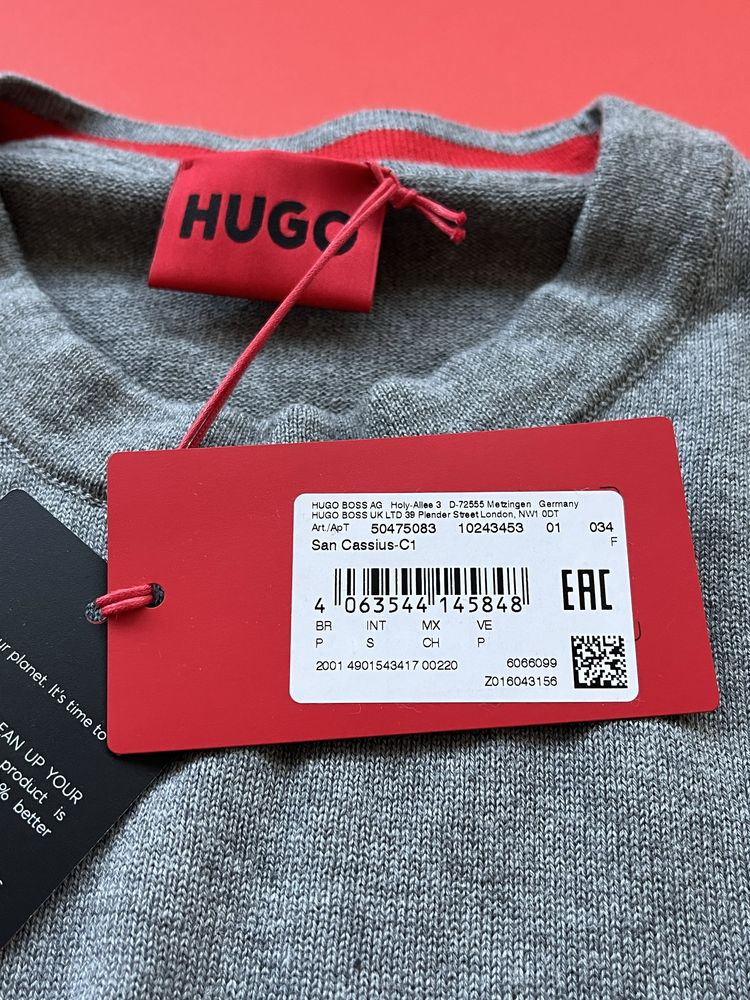 HUGO
HUGO BOSS AG Holy-Allee 3 D-72555 Metzingen Germany
HUGO BOSS UK LTD 39 Plender Street London, NW1 0DT
Art./ApT 50475083 10243453 01 034
San Cassius-C1 F
4 063544 145848
EAC
BR INT MX VE
P S CH P
2001 4901543417 00220 6066099
Z016043156
ur planet. It's time to
EAN UP YOUR
product is
% better